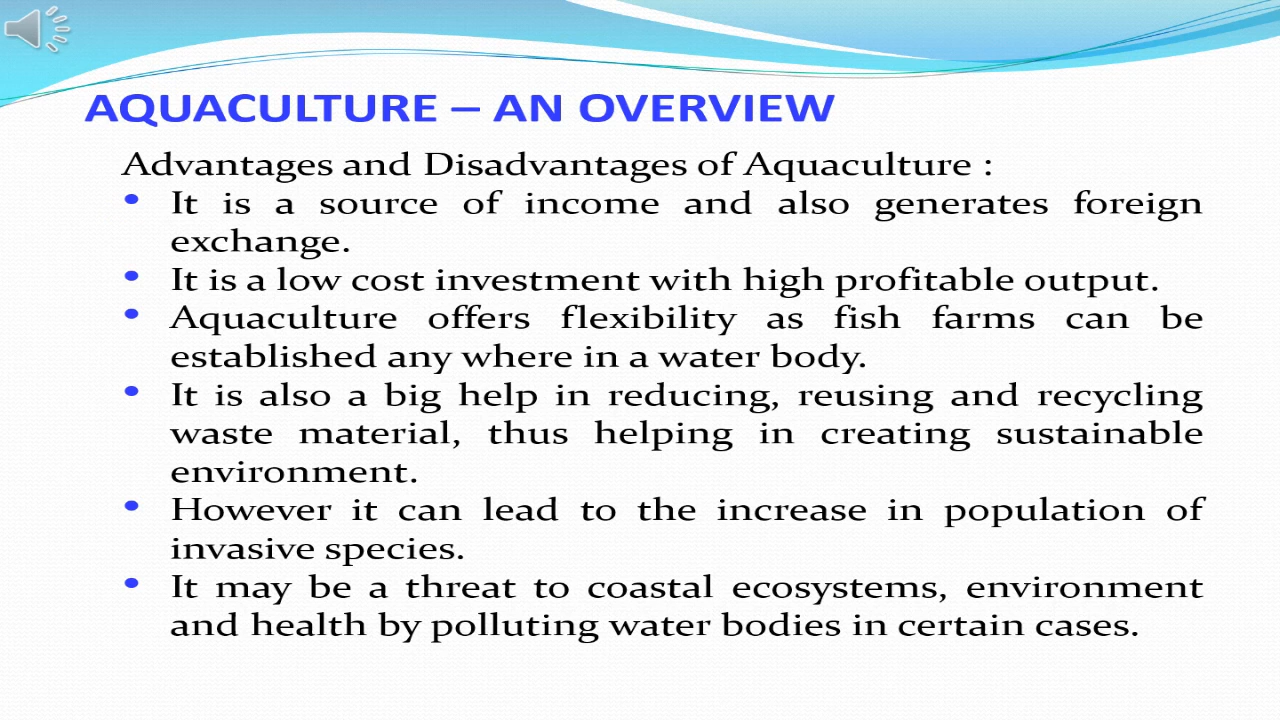 AQUACULTURE – AN OVERVIEW
Advantages and Disadvantages of Aquaculture :
• It is a source of income and also generates foreign
exchange.
• It is a low cost investment with high profitable output.
• Aquaculture offers flexibility as fish farms can be
established any where in a water body.
• It is also a big help in reducing, reusing and recycling
waste material, thus helping in creating sustainable
environment.
• However it can lead to the increase in population of
invasive species.
• It may be a threat to coastal ecosystems, environment
and health by polluting water bodies in certain cases.